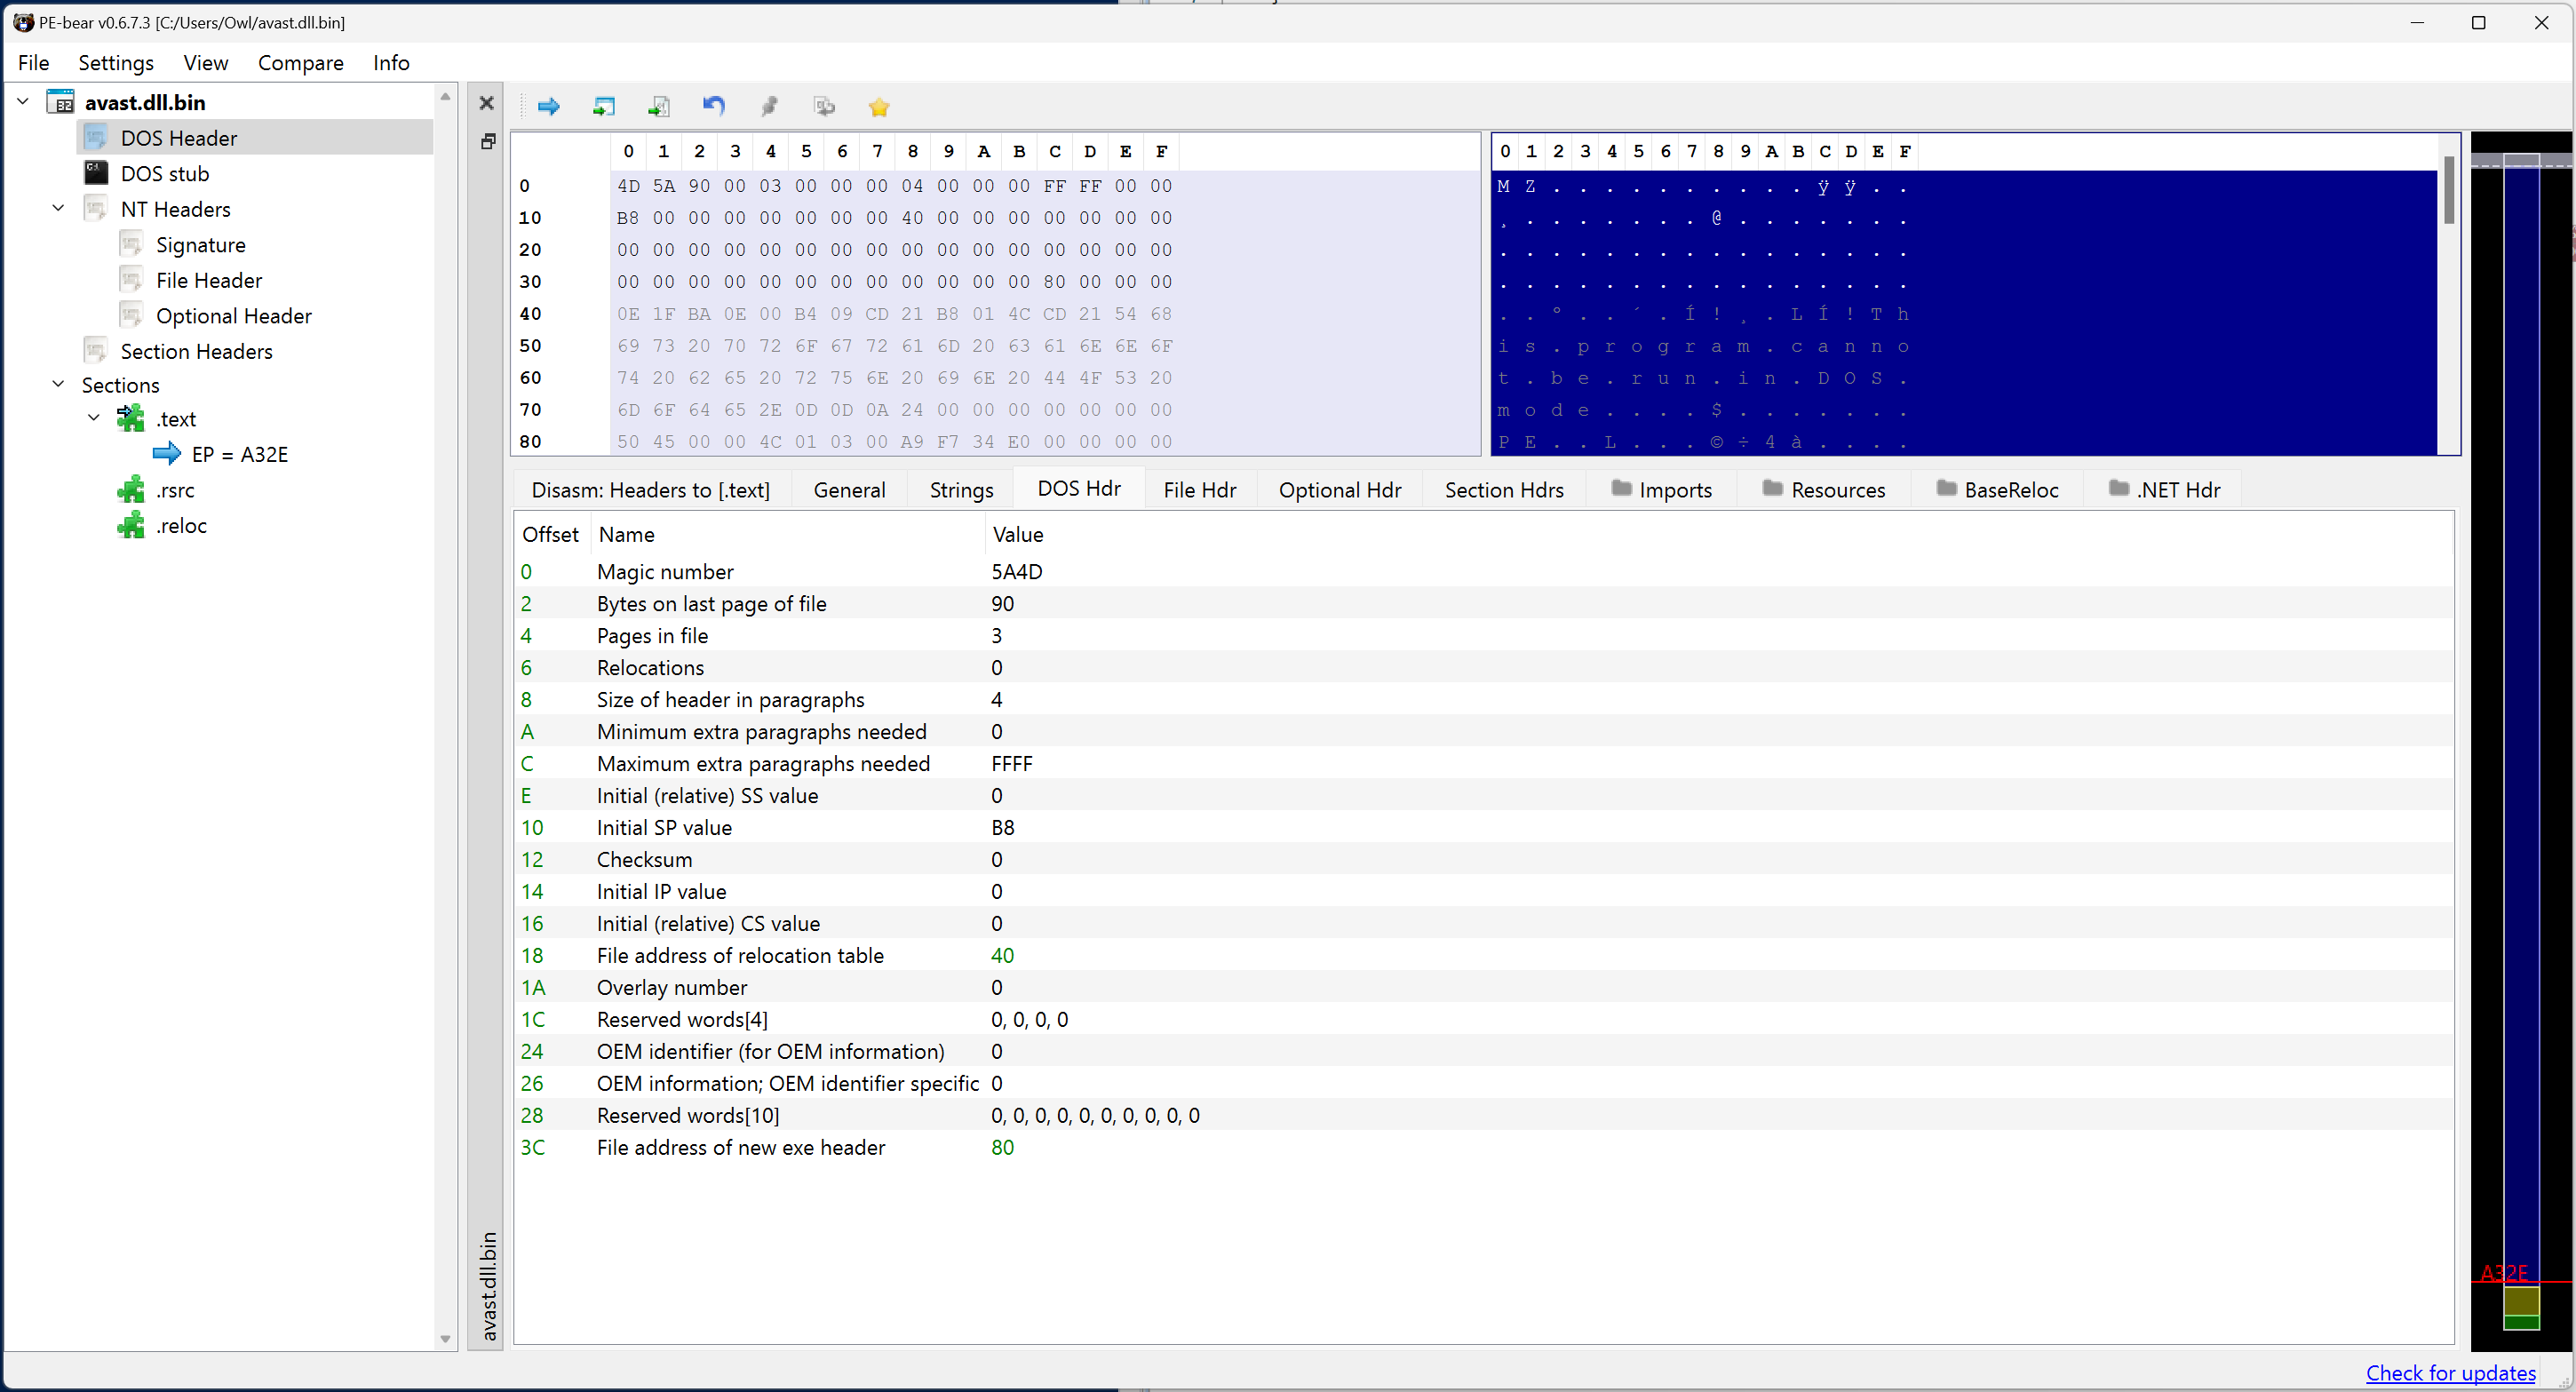 PE-bear v0.6.7.3 [C:/Users/Owl/avast.dll.bin]
File Settings View Compare Info
avast.dll.bin
DOS Header
DOS stub
NT Headers
Signature
File Header
Optional Header
Section Headers
Sections
.text
EP = A32E
.rsrc
.reloc
avast.dll.bin
0 1 2 3 4 5 6 7 8 9 A B C D E F
0 4D 5A 90 00 03 00 00 00 04 00 00 00 FF FF 00 00
10 B8 00 00 00 00 00 00 00 40 00 00 00 00 00 00 00
20 00 00 00 00 00 00 00 00 00 00 00 00 00 00 00 00
30 00 00 00 00 00 00 00 00 00 00 00 00 80 00 00 00
40 0E 1F BA 0E 00 B4 09 CD 21 B8 01 4C CD 21 54 68
50 69 73 20 70 72 6F 67 72 61 6D 20 63 61 6E 6E 6F
60 74 20 62 65 20 72 75 6E 20 69 6E 20 44 4F 53 20
70 6D 6F 64 65 2E 0D 0D 0A 24 00 00 00 00 00 00 00
80 50 45 00 00 4C 01 03 00 A9 F7 34 E0 00 00 00 00
0 1 2 3 4 5 6 7 8 9 A B C D E F
M Z . . . . . . . . . . ÿ ÿ . .
¸ . . . . . . . @ . . . . . . .
. . . . . . . . . . . . . . . .
. . . . . . . . . . . . . . . .
. . º . . ´ . Í ! ¸ . L Í ! T h
i s . p r o g r a m . c a n n o
t . b e . r u n . i n . D O S .
m o d e . . . . $ . . . . . . .
P E . . L . . . © ÷ 4 à . . . .
Disasm: Headers to [.text] General Strings DOS Hdr File Hdr Optional Hdr Section Hdrs Imports Resources BaseReloc .NET Hdr
Offset Name Value
0 Magic number 5A4D
2 Bytes on last page of file 90
4 Pages in file 3
6 Relocations 0
8 Size of header in paragraphs 4
A Minimum extra paragraphs needed 0
C Maximum extra paragraphs needed FFFF
E Initial (relative) SS value 0
10 Initial SP value B8
12 Checksum 0
14 Initial IP value 0
16 Initial (relative) CS value 0
18 File address of relocation table 40
1A Overlay number 0
1C Reserved words[4] 0, 0, 0, 0
24 OEM identifier (for OEM information) 0
26 OEM information; OEM identifier specific 0
28 Reserved words[10] 0, 0, 0, 0, 0, 0, 0, 0, 0, 0
3C File address of new exe header 80
A32E
Check for updates